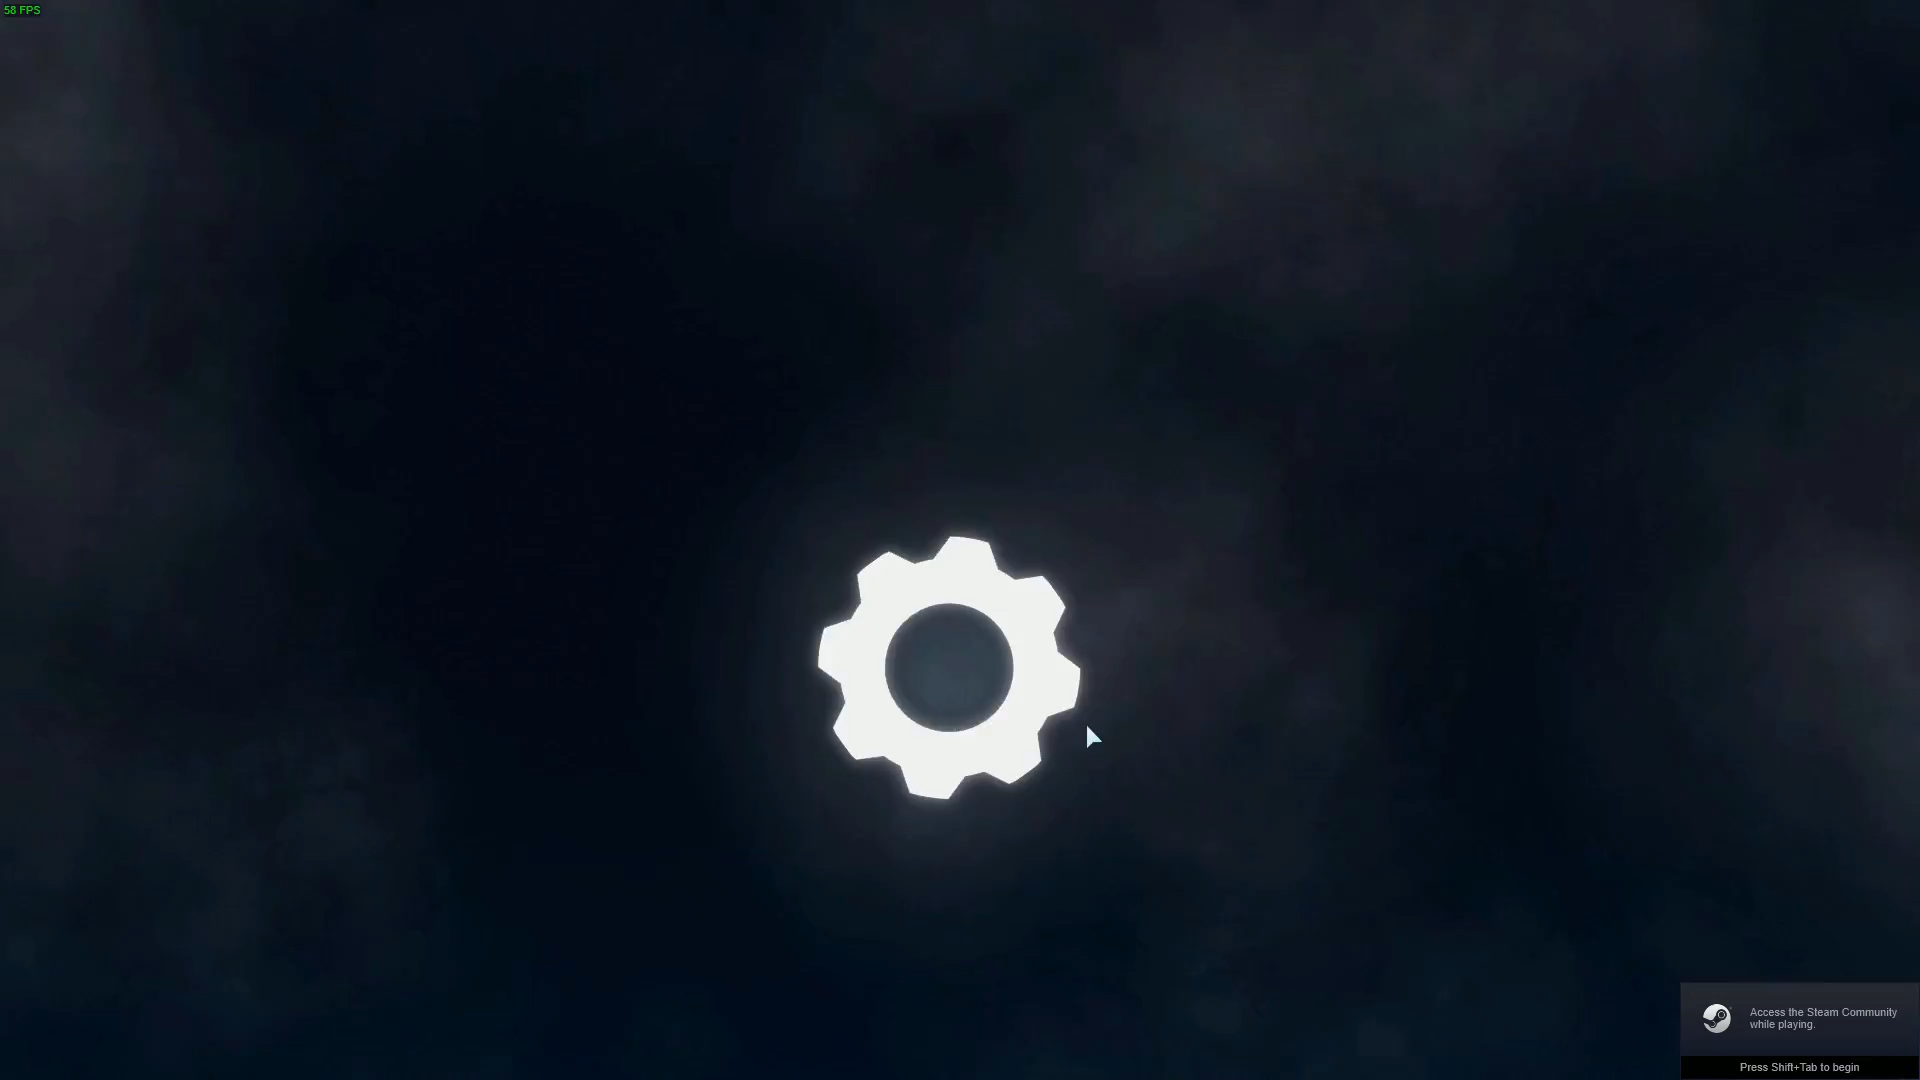 58 FPS
Access the Steam Community
while playing.
Press Shift+Tab to begin